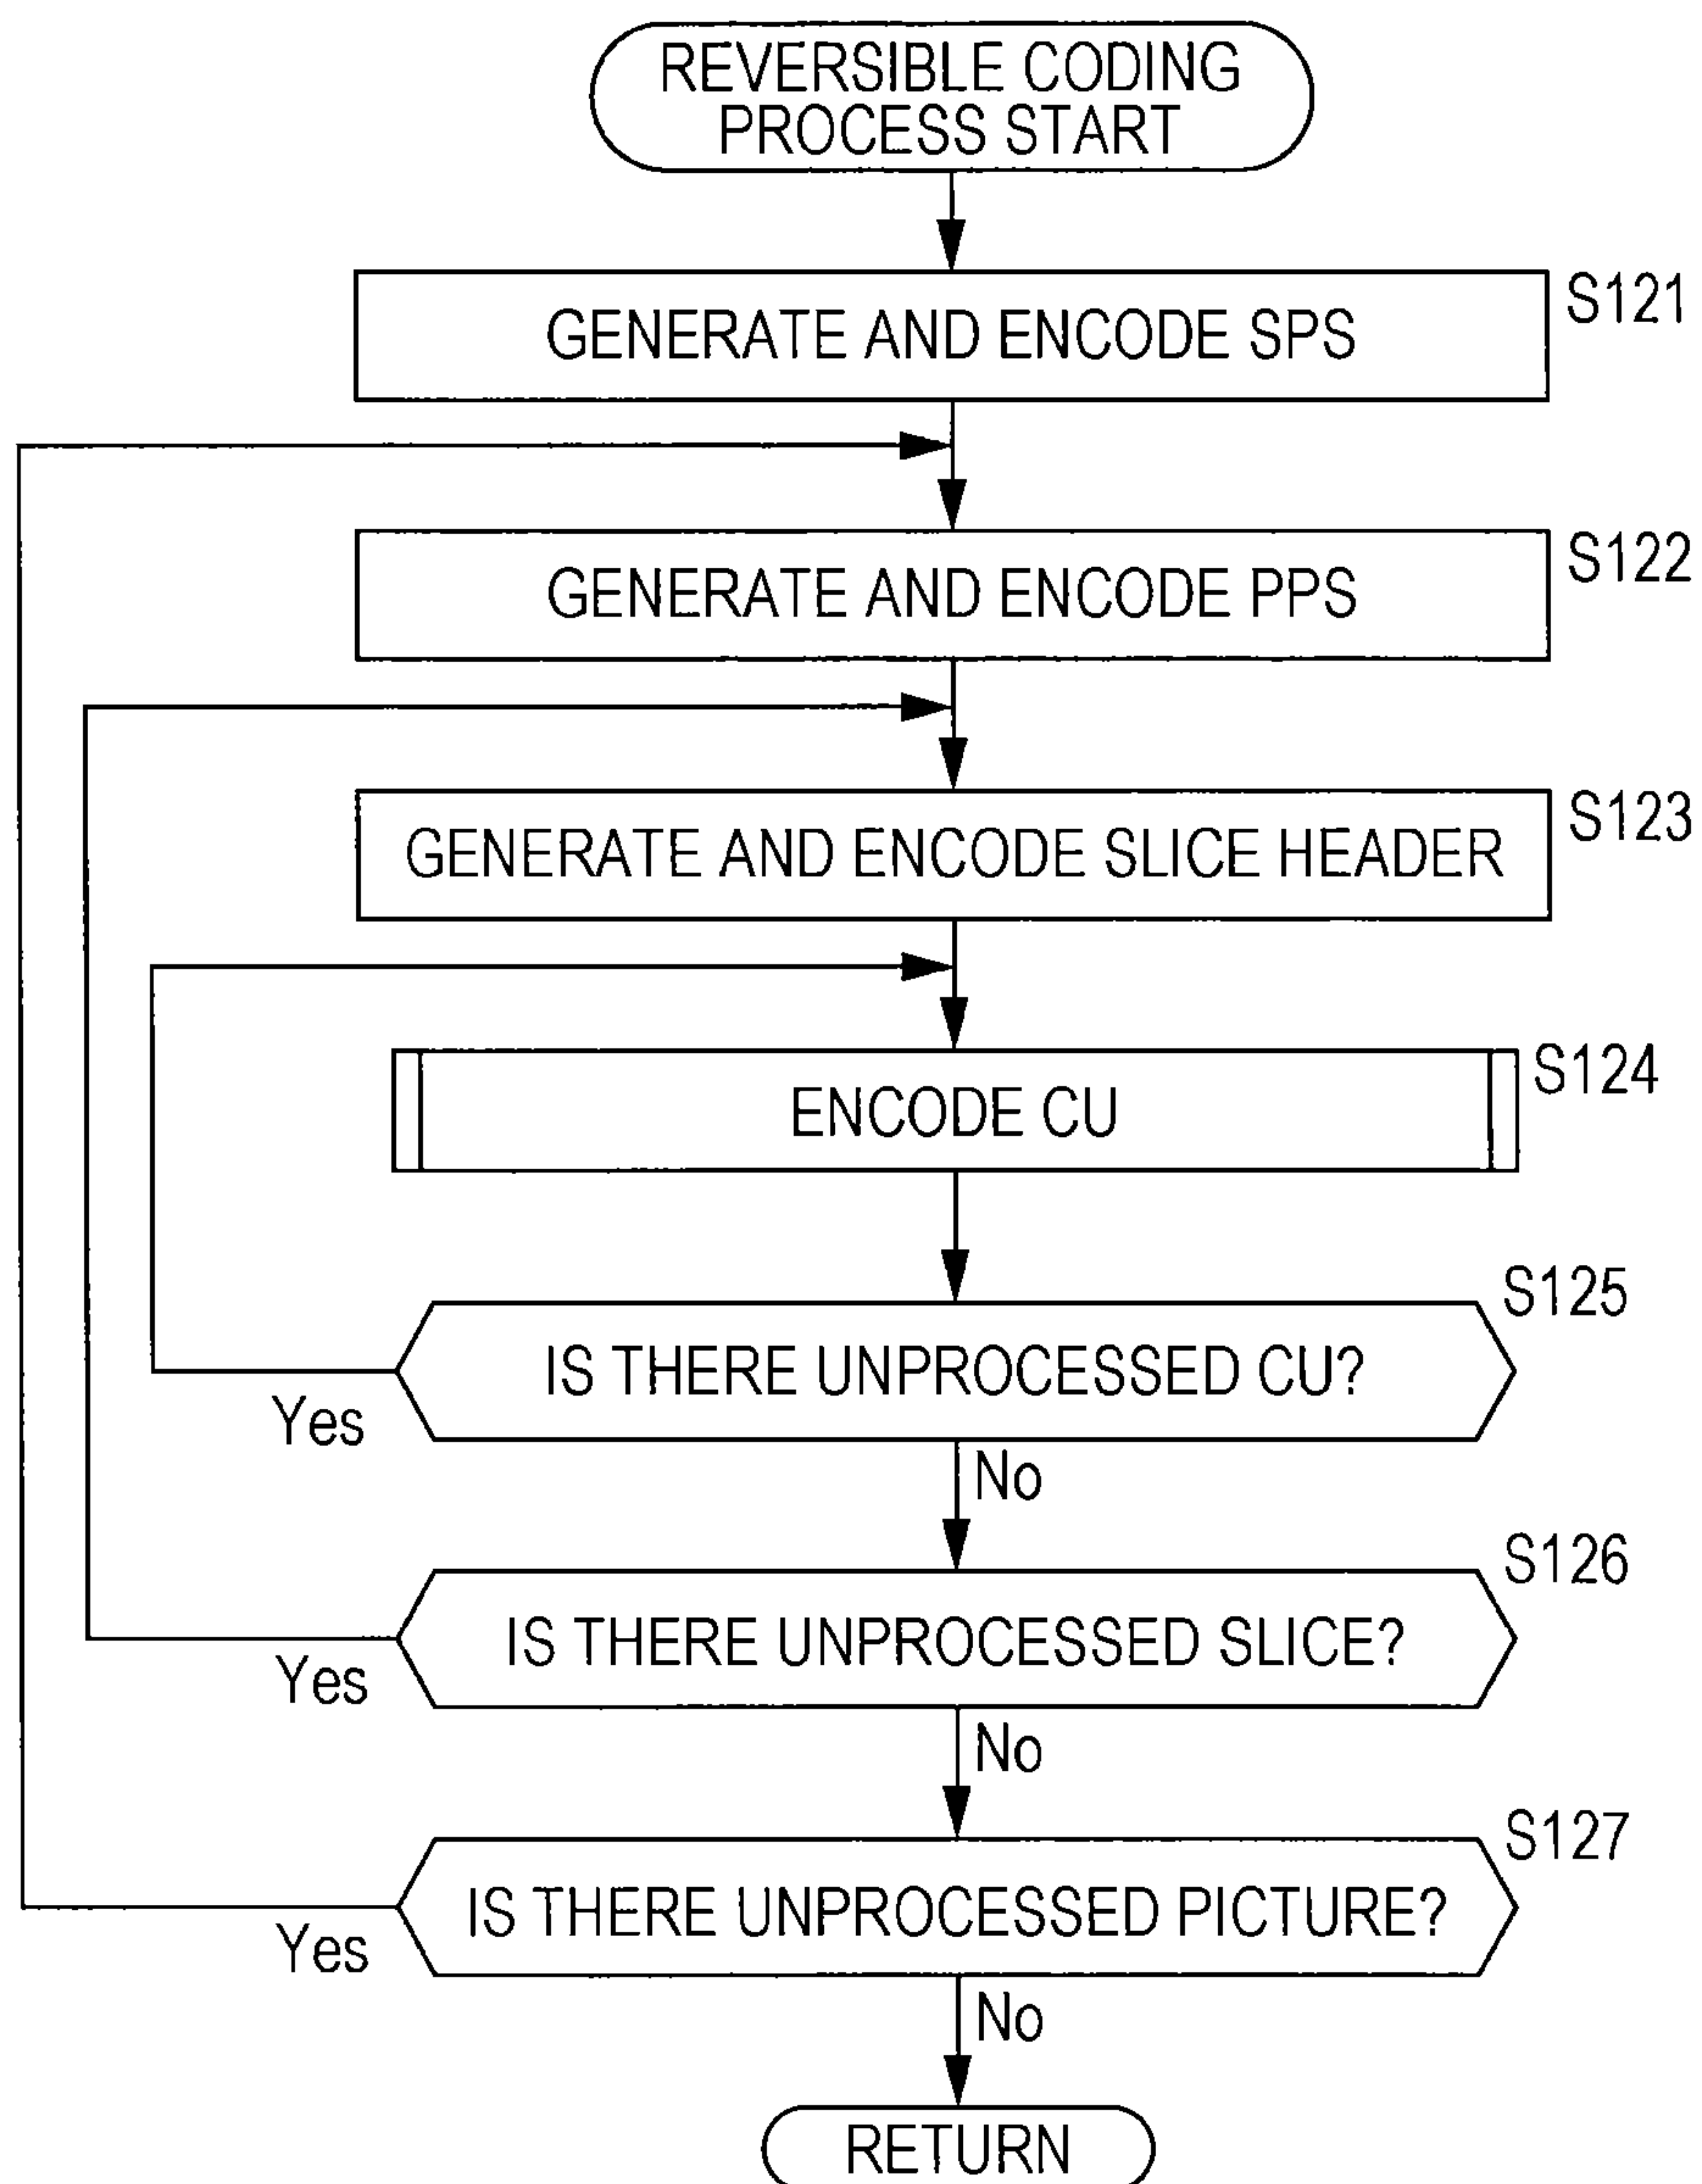 REVERSIBLE CODING
PROCESS START
GENERATE AND ENCODE SPS
S121
GENERATE AND ENCODE PPS
S122
GENERATE AND ENCODE SLICE HEADER
S123
ENCODE CU
S124
IS THERE UNPROCESSED CU?
S125
Yes
No
IS THERE UNPROCESSED SLICE?
S126
Yes
No
IS THERE UNPROCESSED PICTURE?
S127
Yes
No
RETURN